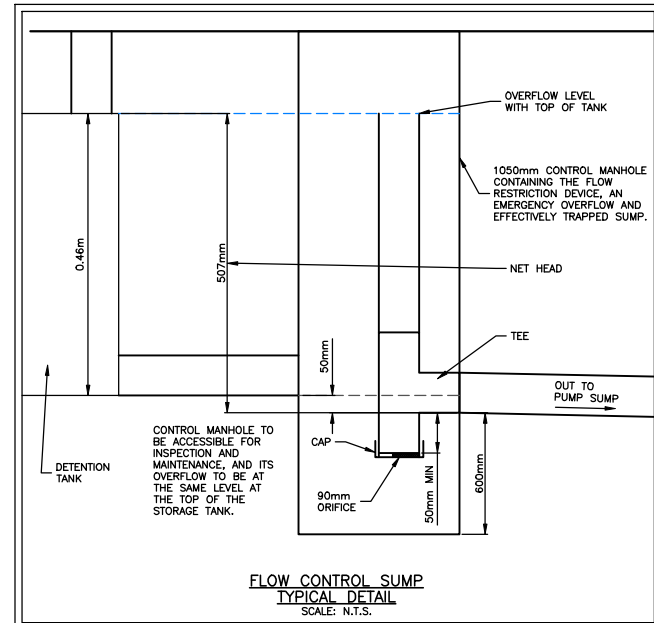 OVERFLOW LEVEL
WITH TOP OF TANK
1050mm CONTROL MANHOLE
CONTAINING THE FLOW
RESTRICTION DEVICE, AN
EMERGENCY OVERFLOW AND
EFFECTIVELY TRAPPED SUMP.
0.46m
507mm
NET HEAD
50mm
TEE
OUT TO
PUMP SUMP
CONTROL MANHOLE TO
BE ACCESSIBLE FOR
INSPECTION AND
MAINTENANCE, AND ITS
OVERFLOW TO BE AT
THE SAME LEVEL AT
THE TOP OF THE
STORAGE TANK.
CAP
DETENTION
TANK
90mm
ORIFICE
50mm MIN
600mm
FLOW CONTROL SUMP
TYPICAL DETAIL
SCALE: N.T.S.